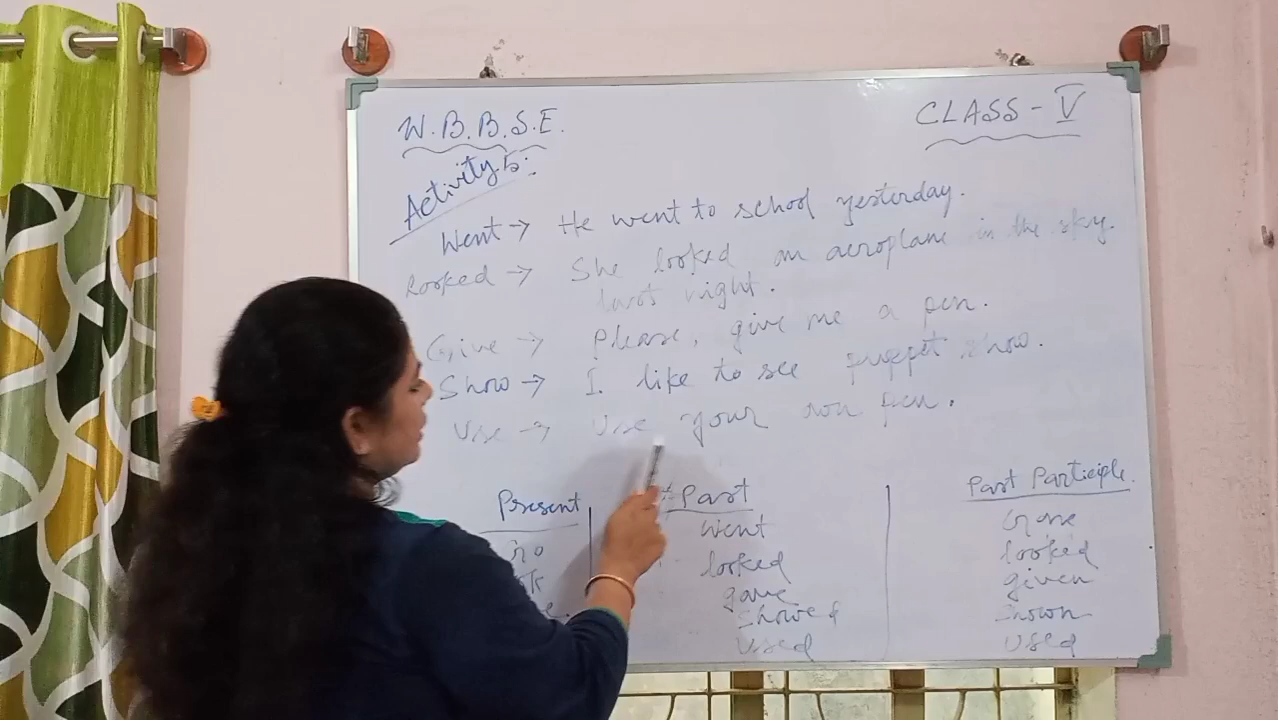 W.B.B.S.E.
CLASS - V
Activity 5:
Went → He went to school yesterday.
Looked → She looked an aeroplane in the sky.
last night.
Give → Please, give me a pen.
Show → I like to see puppet show.
Use → Use your own pen.
Present Past Past Participle.
Go Went Gone
looked looked
gave given
Showed Shown
Used Used